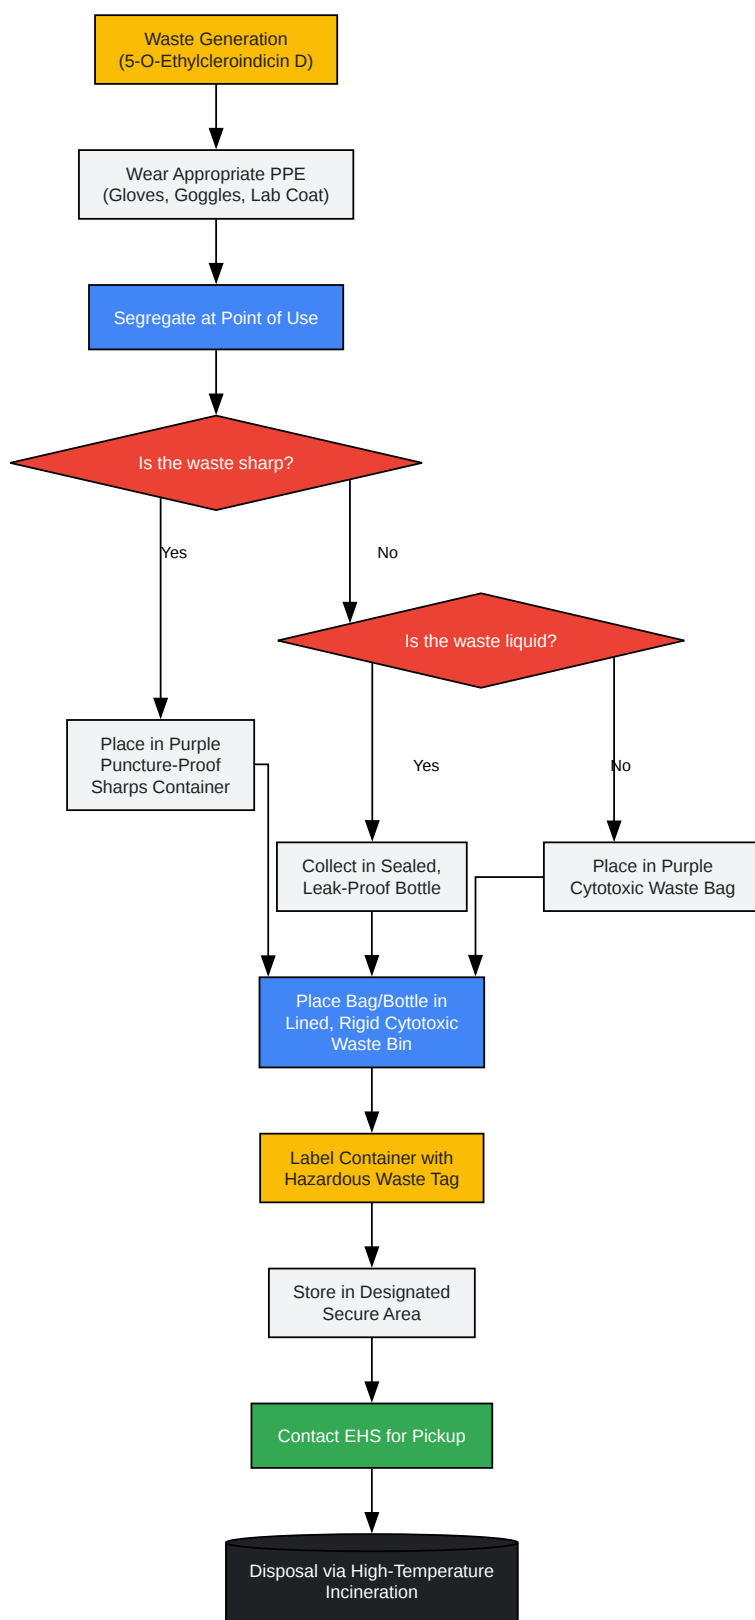 Waste Generation
(5-O-Ethylcleroindicin D)
Wear Appropriate PPE
(Gloves, Goggles, Lab Coat)
Segregate at Point of Use
Is the waste sharp?
Yes
No
Is the waste liquid?
Place in Purple
Puncture-Proof
Sharps Container
Yes
No
Collect in Sealed,
Leak-Proof Bottle
Place in Purple
Cytotoxic Waste Bag
Place Bag/Bottle in
Lined, Rigid Cytotoxic
Waste Bin
Label Container with
Hazardous Waste Tag
Store in Designated
Secure Area
Contact EHS for Pickup
Disposal via High-Temperature
Incineration